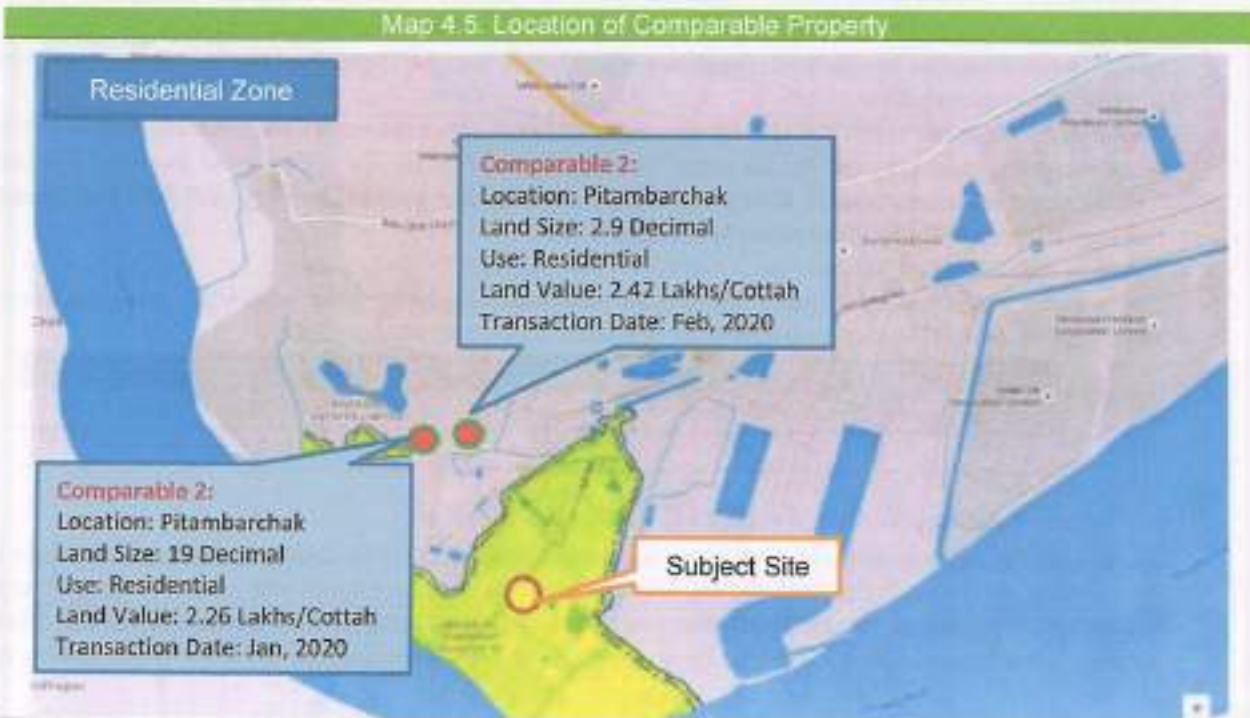 Map 4.5. Location of Comparable Property
Residential Zone
Comparable 2:
Location: Pitambarchak
Land Size: 2.9 Decimal
Use: Residential
Land Value: 2.42 Lakhs/Cottah
Transaction Date: Feb, 2020
Comparable 2:
Location: Pitambarchak
Land Size: 19 Decimal
Use: Residential
Land Value: 2.26 Lakhs/Cottah
Transaction Date: Jan, 2020
Subject Site